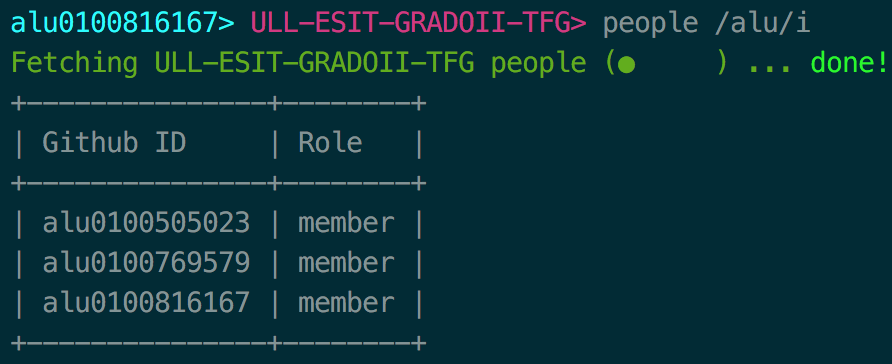 alu0100816167> ULL-ESIT-GRADOII-TFG> people /alu/i
Fetching ULL-ESIT-GRADOII-TFG people (●     ) ... done!
+---------------+--------+
| Github ID     | Role   |
+---------------+--------+
| alu0100505023 | member |
| alu0100769579 | member |
| alu0100816167 | member |
+---------------+--------+